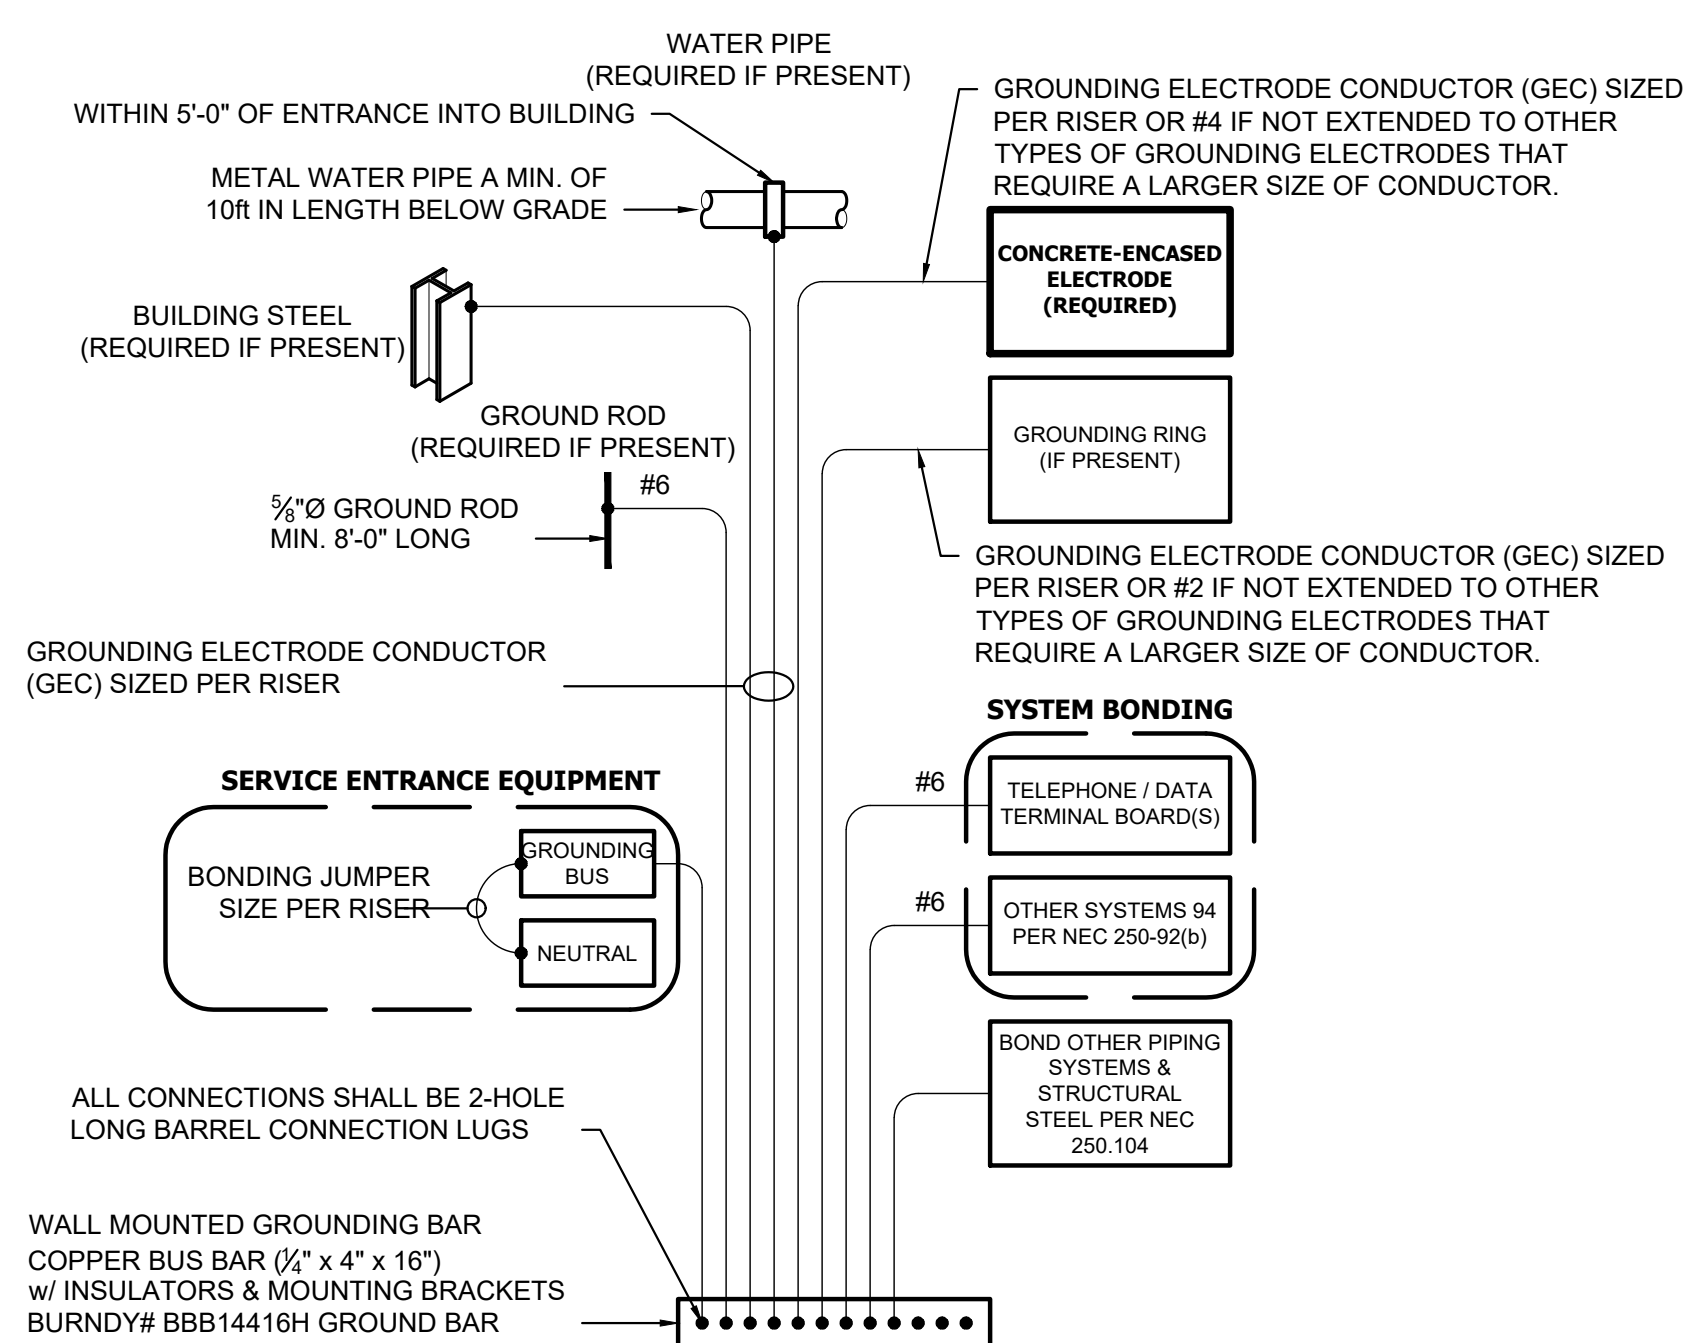 WATER PIPE
(REQUIRED IF PRESENT)
WITHIN 5'-0" OF ENTRANCE INTO BUILDING
METAL WATER PIPE A MIN. OF
10ft IN LENGTH BELOW GRADE
GROUNDING ELECTRODE CONDUCTOR (GEC) SIZED
PER RISER OR #4 IF NOT EXTENDED TO OTHER
TYPES OF GROUNDING ELECTRODES THAT
REQUIRE A LARGER SIZE OF CONDUCTOR.
CONCRETE-ENCASED
ELECTRODE
(REQUIRED)
BUILDING STEEL
(REQUIRED IF PRESENT)
GROUND ROD
(REQUIRED IF PRESENT)
#6
⅝"Ø GROUND ROD
MIN. 8'-0" LONG
GROUNDING RING
(IF PRESENT)
GROUNDING ELECTRODE CONDUCTOR (GEC) SIZED
PER RISER OR #2 IF NOT EXTENDED TO OTHER
TYPES OF GROUNDING ELECTRODES THAT
REQUIRE A LARGER SIZE OF CONDUCTOR.
GROUNDING ELECTRODE CONDUCTOR
(GEC) SIZED PER RISER
SYSTEM BONDING
#6
TELEPHONE / DATA
TERMINAL BOARD(S)
#6
OTHER SYSTEMS 94
PER NEC 250-92(b)
SERVICE ENTRANCE EQUIPMENT
GROUNDING
BUS
BONDING JUMPER
SIZE PER RISER
NEUTRAL
BOND OTHER PIPING
SYSTEMS &
STRUCTURAL
STEEL PER NEC
250.104
ALL CONNECTIONS SHALL BE 2-HOLE
LONG BARREL CONNECTION LUGS
WALL MOUNTED GROUNDING BAR
COPPER BUS BAR (¼" x 4" x 16")
w/ INSULATORS & MOUNTING BRACKETS
BURNDY# BBB14416H GROUND BAR